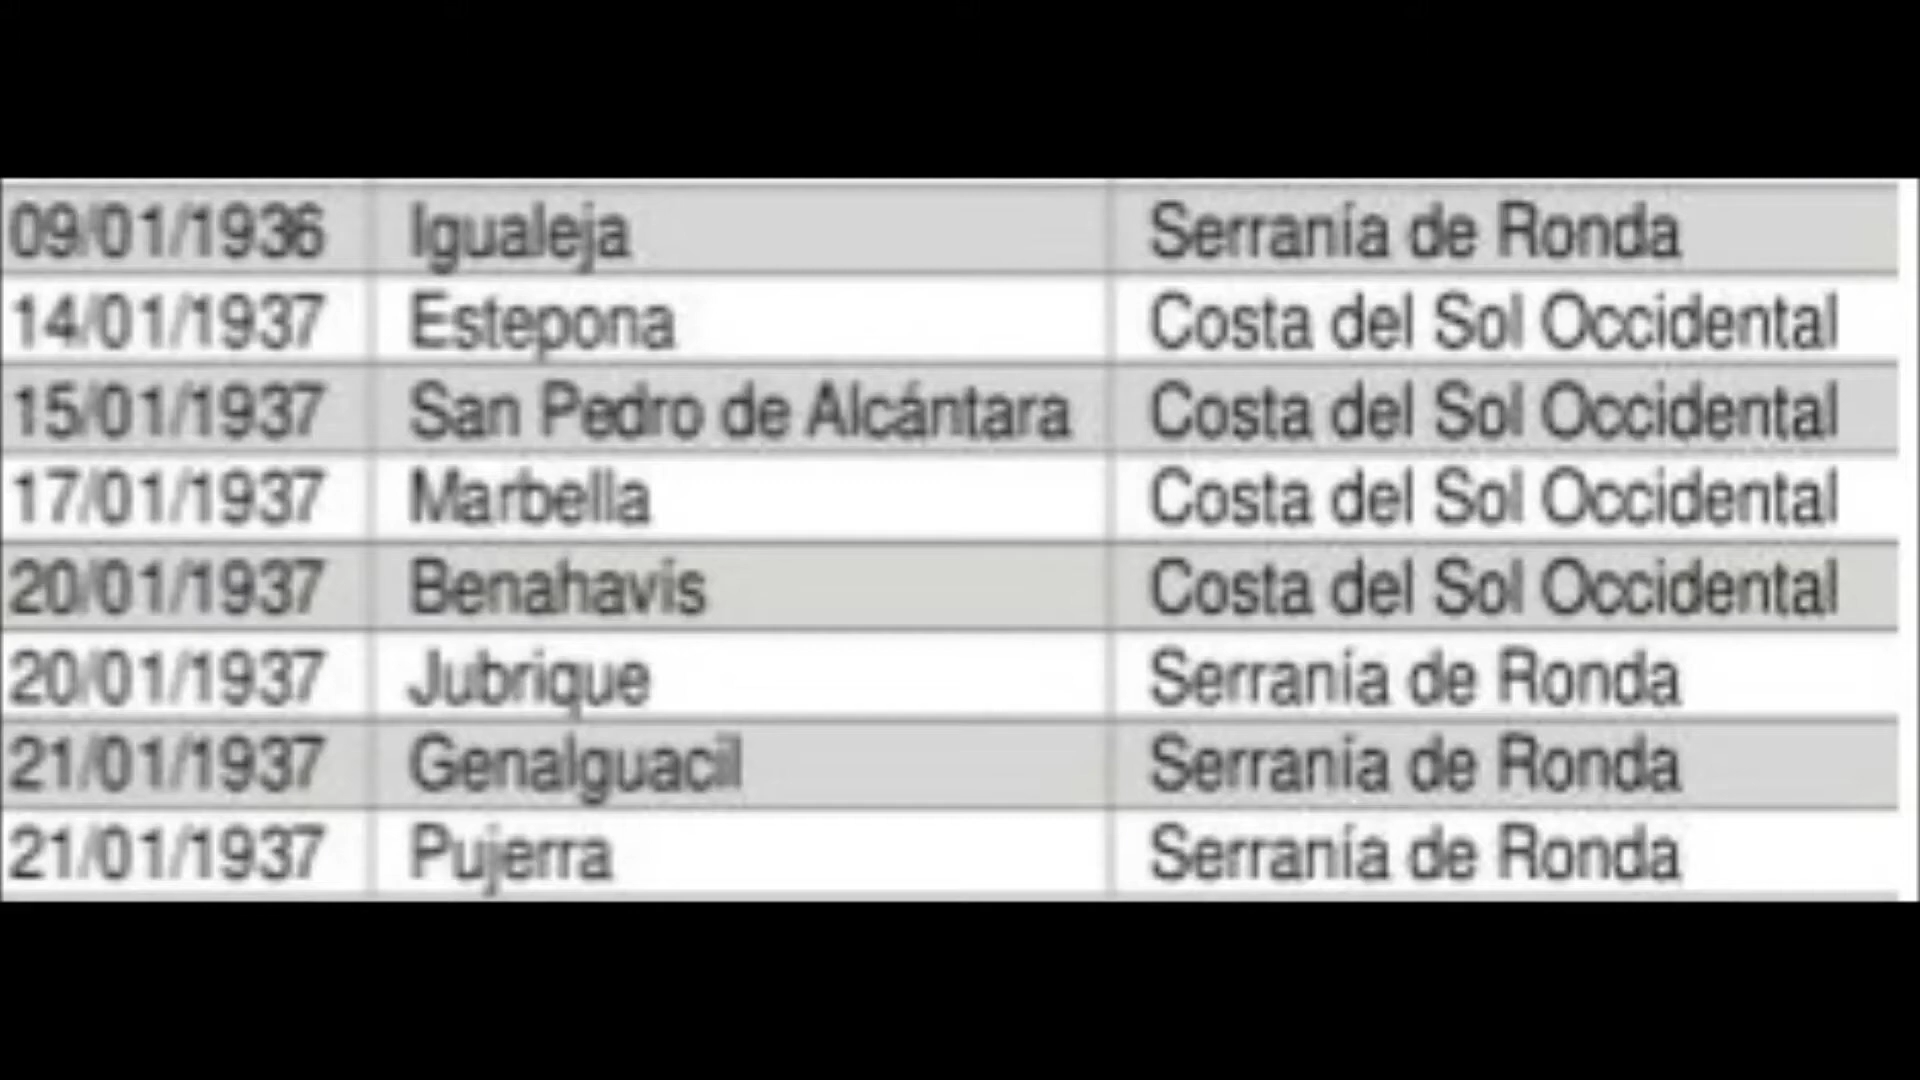 09/01/1936 Igualeja Serranía de Ronda
14/01/1937 Estepona Costa del Sol Occidental
15/01/1937 San Pedro de Alcántara Costa del Sol Occidental
17/01/1937 Marbella Costa del Sol Occidental
20/01/1937 Benahavís Costa del Sol Occidental
20/01/1937 Jubrique Serranía de Ronda
21/01/1937 Genalguacil Serranía de Ronda
21/01/1937 Pujerra Serranía de Ronda